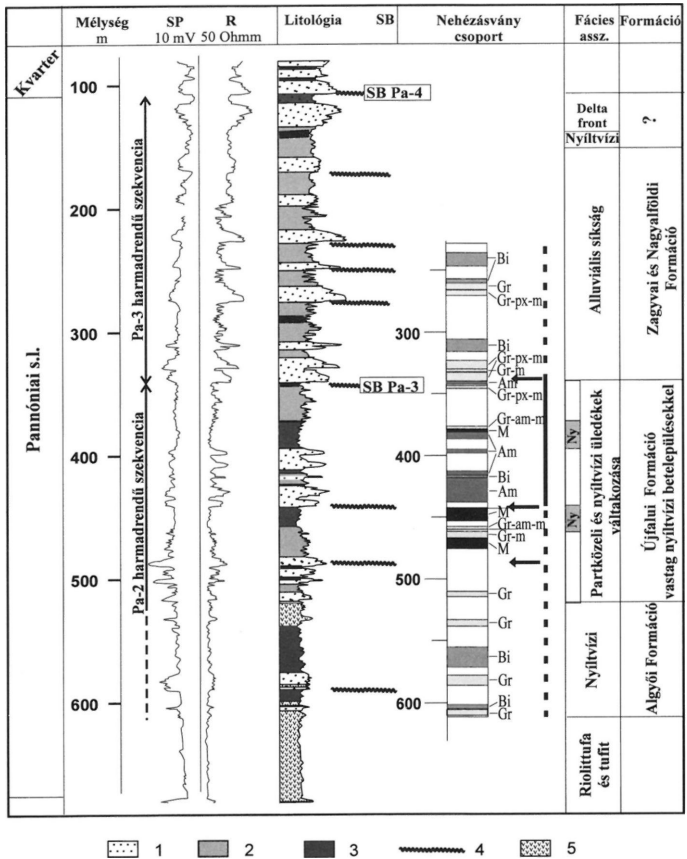 Mélység
m
SP
10 mV
R
50 Ohmm
Litológia
SB
Nehézásvány
csoport
Fácies
assz.
Formáció
Kvarter
Pannóniai s.l.
100
200
300
400
500
600
Pa-3 harmadrendű szekvencia
Pa-2 harmadrendű szekvencia
SB Pa-4
SB Pa-3
300
400
500
600
Bi
Gr
Gr-px-m
Bi
Gr-px-m
Gr-m
Am
Gr-px-m
Gr-am-m
M
Am
Bi
Am
M
Gr-am-m
Gr-m
M
Gr
Gr
Bi
Gr
Bi
Gr
Delta
front
Nyíltvízi
Alluviális síkság
Ny
Ny
Partközeli és nyíltvízi üledékek
váltakozása
Nyíltvízi
Riolittufa
és tufit
?
Zagyvai és Nagyalföldi
Formáció
Újfalui Formáció
vastag nyíltvízi betelepülésekkel
Algyői Formáció
1
2
3
4
5